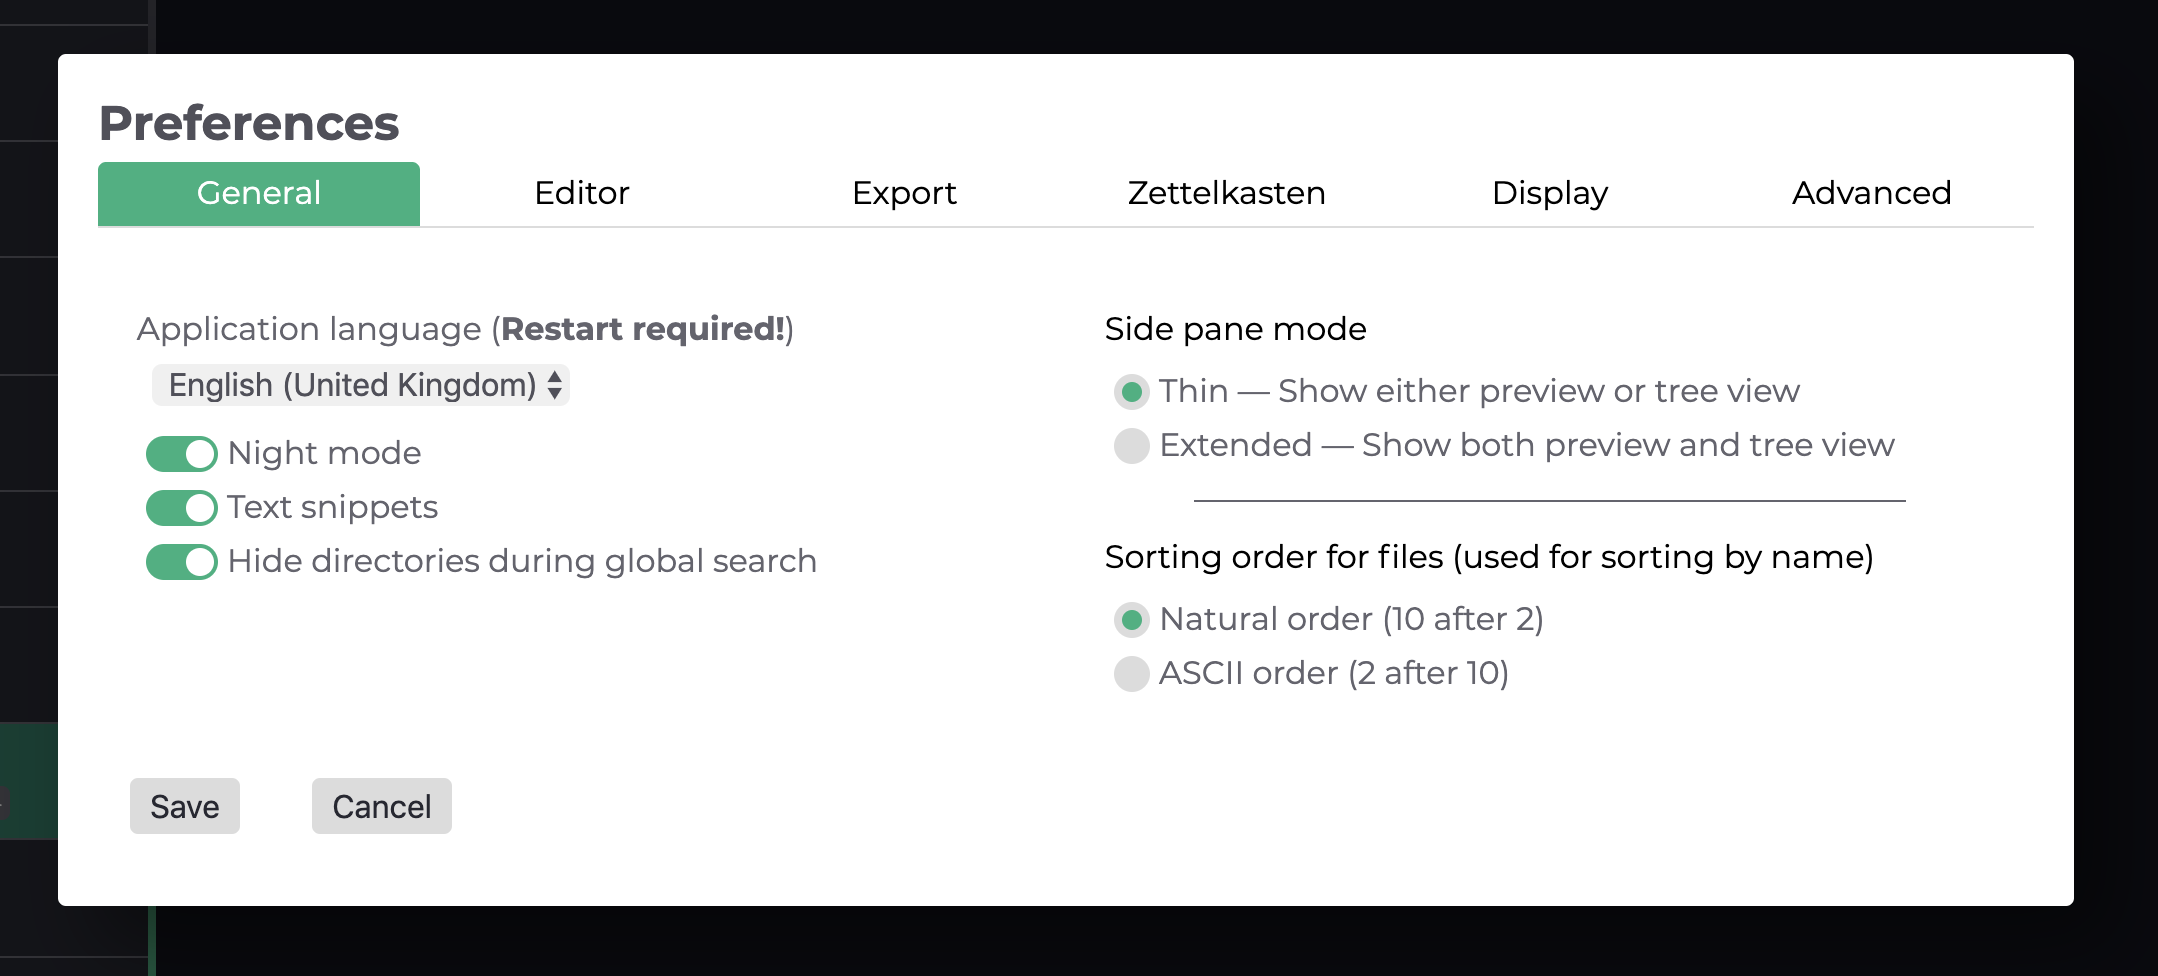 Preferences
General
Editor
Export
Zettelkasten
Display
Advanced
Application language (Restart required!)
English (United Kingdom)
Night mode
Text snippets
Hide directories during global search
Side pane mode
Thin — Show either preview or tree view
Extended — Show both preview and tree view
Sorting order for files (used for sorting by name)
Natural order (10 after 2)
ASCII order (2 after 10)
Save
Cancel